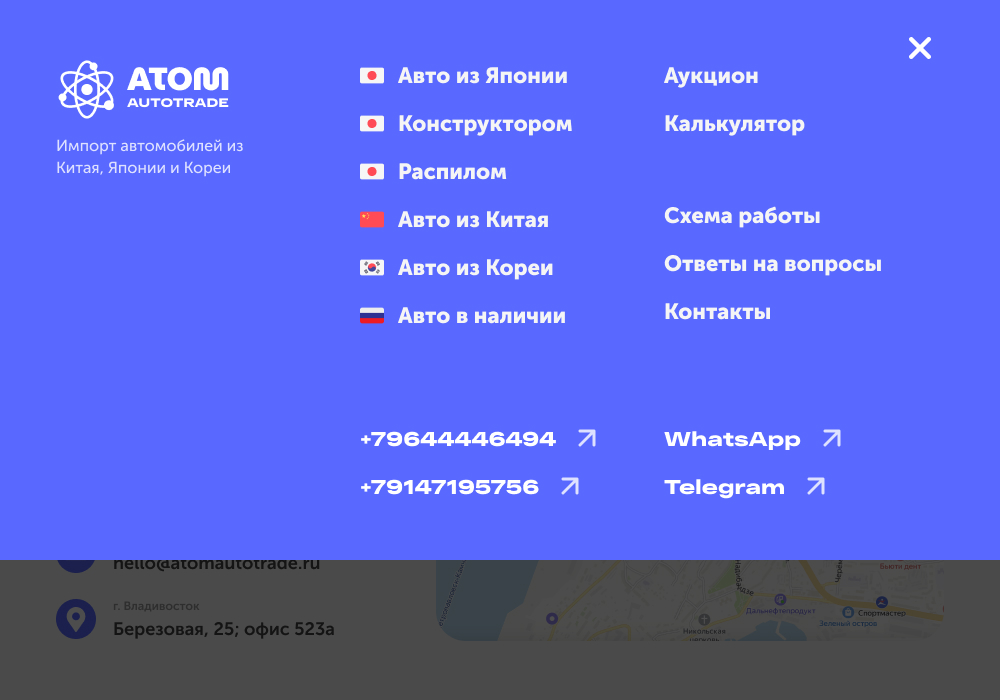 ATOM
AUTOTRADE
Импорт автомобилей из
Китая, Японии и Кореи
Авто из Японии
Конструктором
Распилом
Авто из Китая
Авто из Кореи
Авто в наличии
Аукцион
Калькулятор
Схема работы
Ответы на вопросы
Контакты
+79644446494
+79147195756
WhatsApp
Telegram
hello@atomautotrade.ru
г. Владивосток
Березовая, 25; офис 523а
Бьюти дент
Дальнефтепродукт
Спортмастер
Зелёный остров
Никольская
церковь